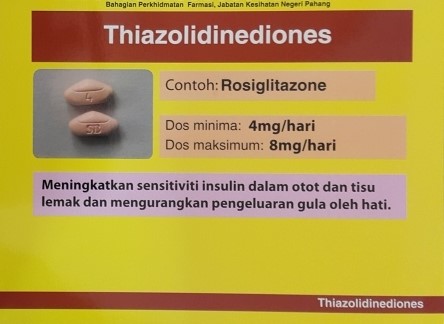 Bahagian Perkhidmatan Farmasi, Jabatan Kesihatan Negeri Pahang
Thiazolidinediones
Contoh: Rosiglitazone
4
SB
Dos minima: 4mg/hari
Dos maksimum: 8mg/hari
Meningkatkan sensitiviti insulin dalam otot dan tisu
lemak dan mengurangkan pengeluaran gula oleh hati.
Thiazolidinediones